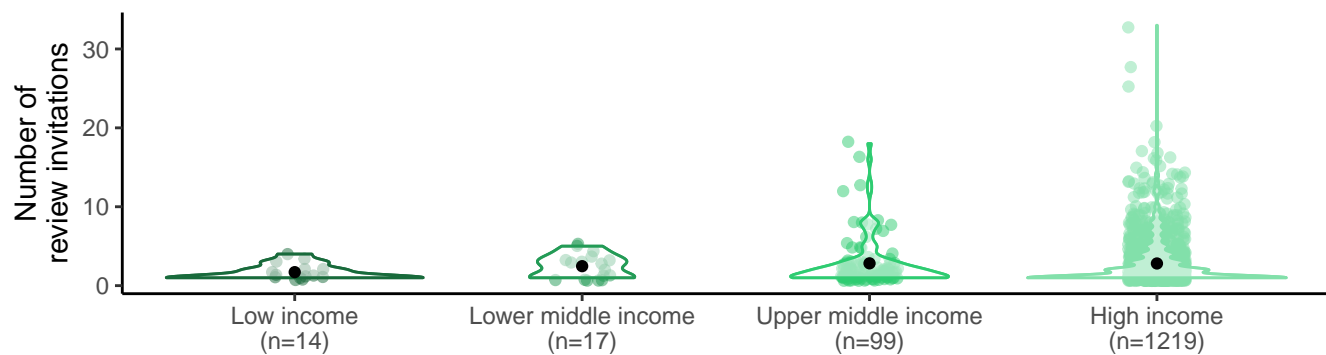 Number of
review invitations
30
20
10
0
Low income
(n=14)
Lower middle income
(n=17)
Upper middle income
(n=99)
High income
(n=1219)